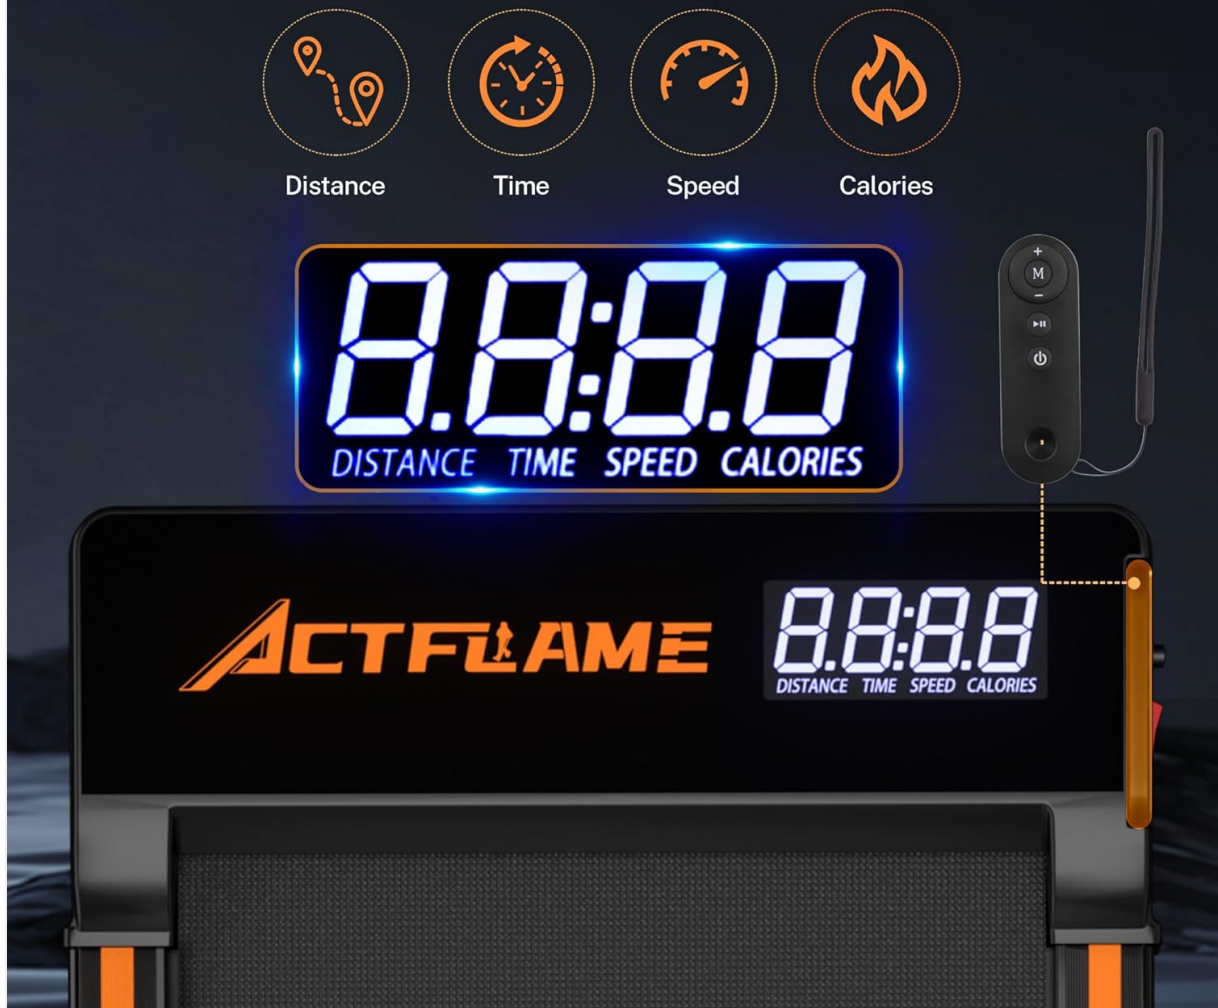 Distance
Time
Speed
Calories
8.8:8.8
DISTANCE TIME SPEED CALORIES
+
M
−
ACTFLAME
8.8:8.8
DISTANCE TIME SPEED CALORIES